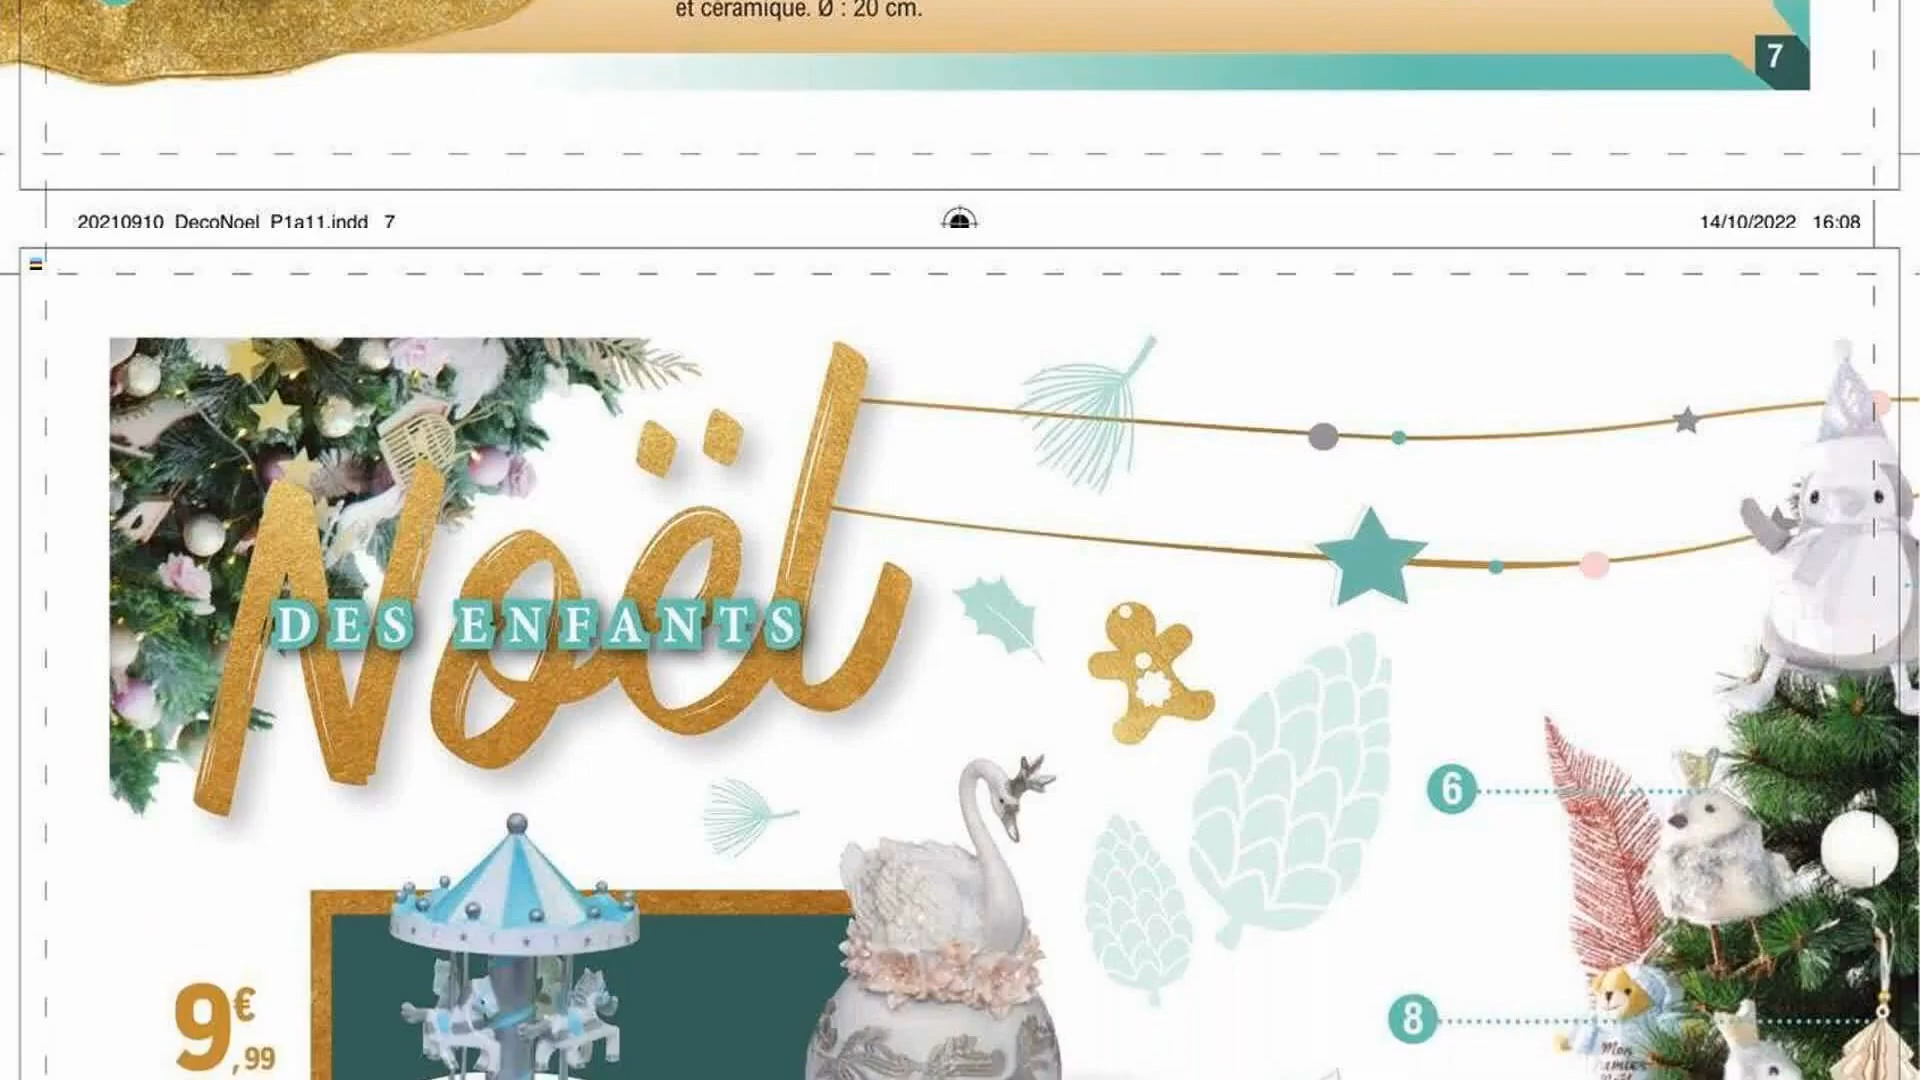 et céramique. Ø : 20 cm.
7
20210910_DecoNoel_P1a11.indd 7
14/10/2022 16:08
Noël
DES ENFANTS
6
8
9€,99
Mon